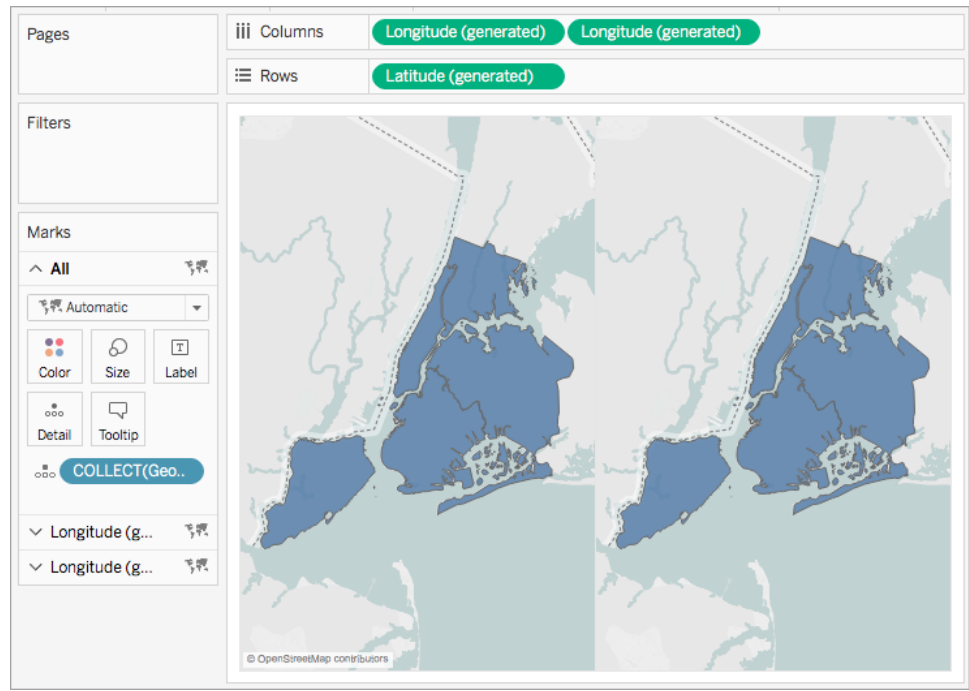 Pages
Columns
Longitude (generated) Longitude (generated)
Rows
Latitude (generated)
Filters
Marks
All
Automatic
Color Size T Label
Detail Tooltip
COLLECT(Geo..
Longitude (g...
Longitude (g...
© OpenStreetMap contributors